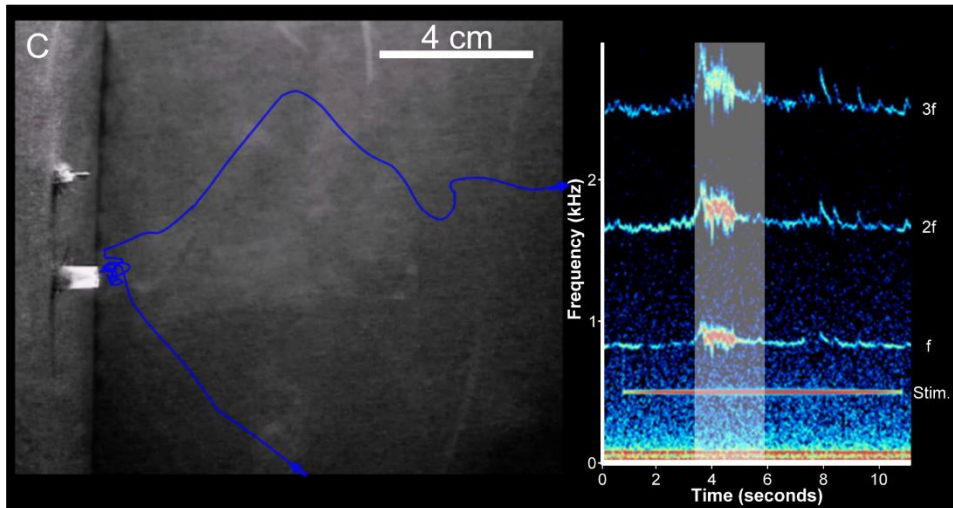 C
4 cm
Frequency (kHz)
2
1
0
3f
2f
f
Stim.
0 2 4 6 8 10
Time (seconds)